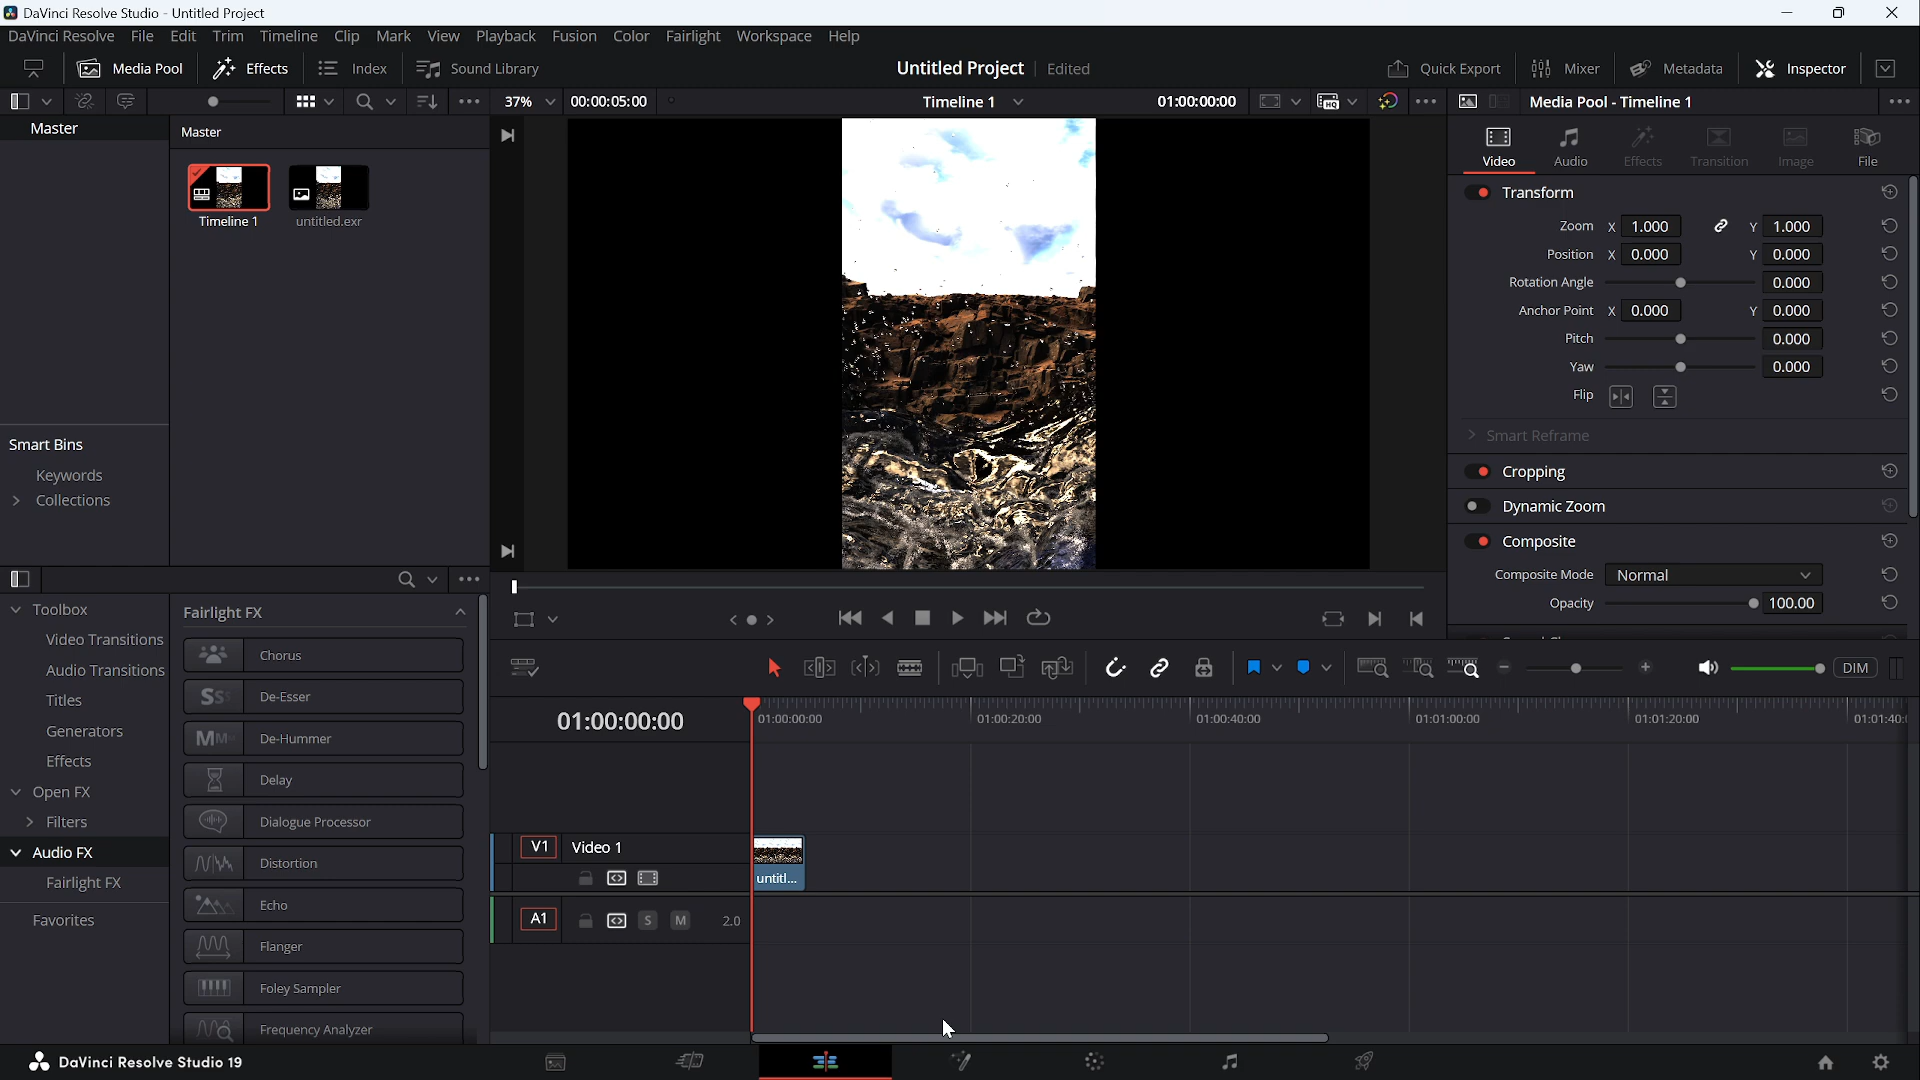 DaVinci Resolve Studio - Untitled Project
DaVinci Resolve File Edit Trim Timeline Clip Mark View Playback Fusion Color Fairlight Workspace Help
Media Pool Effects Index Sound Library Untitled Project Edited Quick Export Mixer Metadata Inspector
37% 00:00:05:00 Timeline 1 01:00:00:00 HQ Media Pool - Timeline 1
Master
Master
Timeline 1
untitled.exr
Smart Bins
Keywords
Collections
Video Audio Effects Transition Image File
Transform
Zoom X 1.000 Y 1.000
Position X 0.000 Y 0.000
Rotation Angle 0.000
Anchor Point X 0.000 Y 0.000
Pitch 0.000
Yaw 0.000
Flip
Smart Reframe
Cropping
Dynamic Zoom
Composite
Composite Mode Normal
Opacity 100.00
Toolbox
Video Transitions
Audio Transitions
Titles
Generators
Effects
Open FX
Filters
Audio FX
Fairlight FX
Favorites
Fairlight FX
Chorus
De-Esser
De-Hummer
Delay
Dialogue Processor
Distortion
Echo
Flanger
Foley Sampler
Frequency Analyzer
DIM
01:00:00:00
01:00:00:00 01:00:20:00 01:00:40:00 01:01:00:00 01:01:20:00 01:01:40:
V1 Video 1
untitl...
A1 S M 2.0
DaVinci Resolve Studio 19